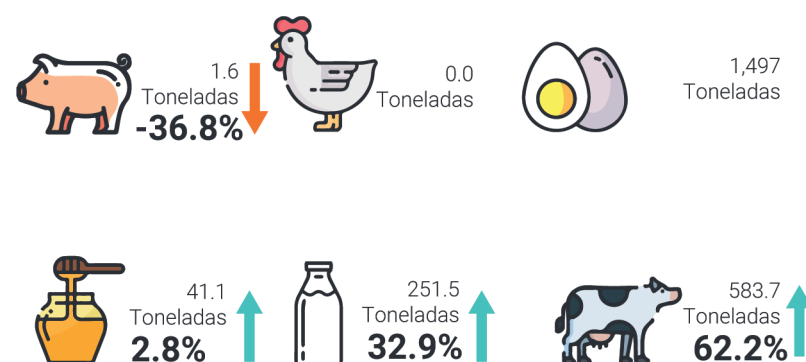 1.6
Toneladas
-36.8%
0.0
Toneladas
1,497
Toneladas
41.1
Toneladas
2.8%
251.5
Toneladas
32.9%
583.7
Toneladas
62.2%